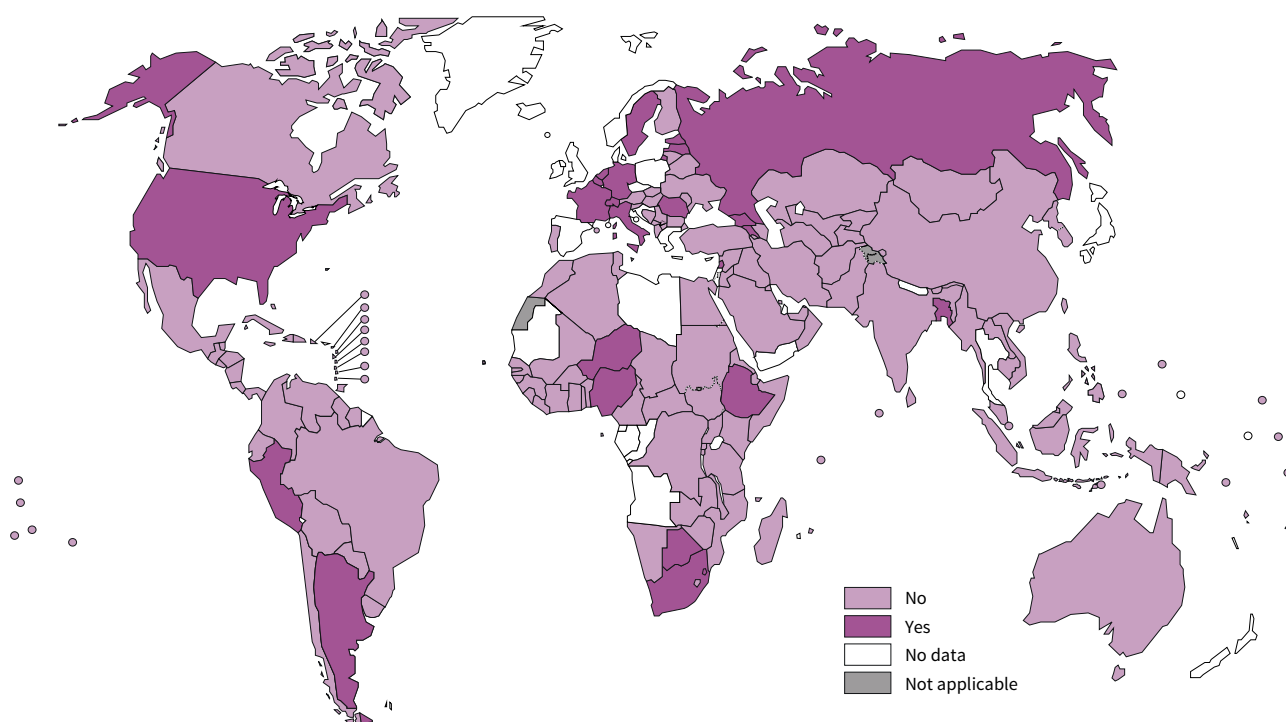 No
Yes
No data
Not applicable